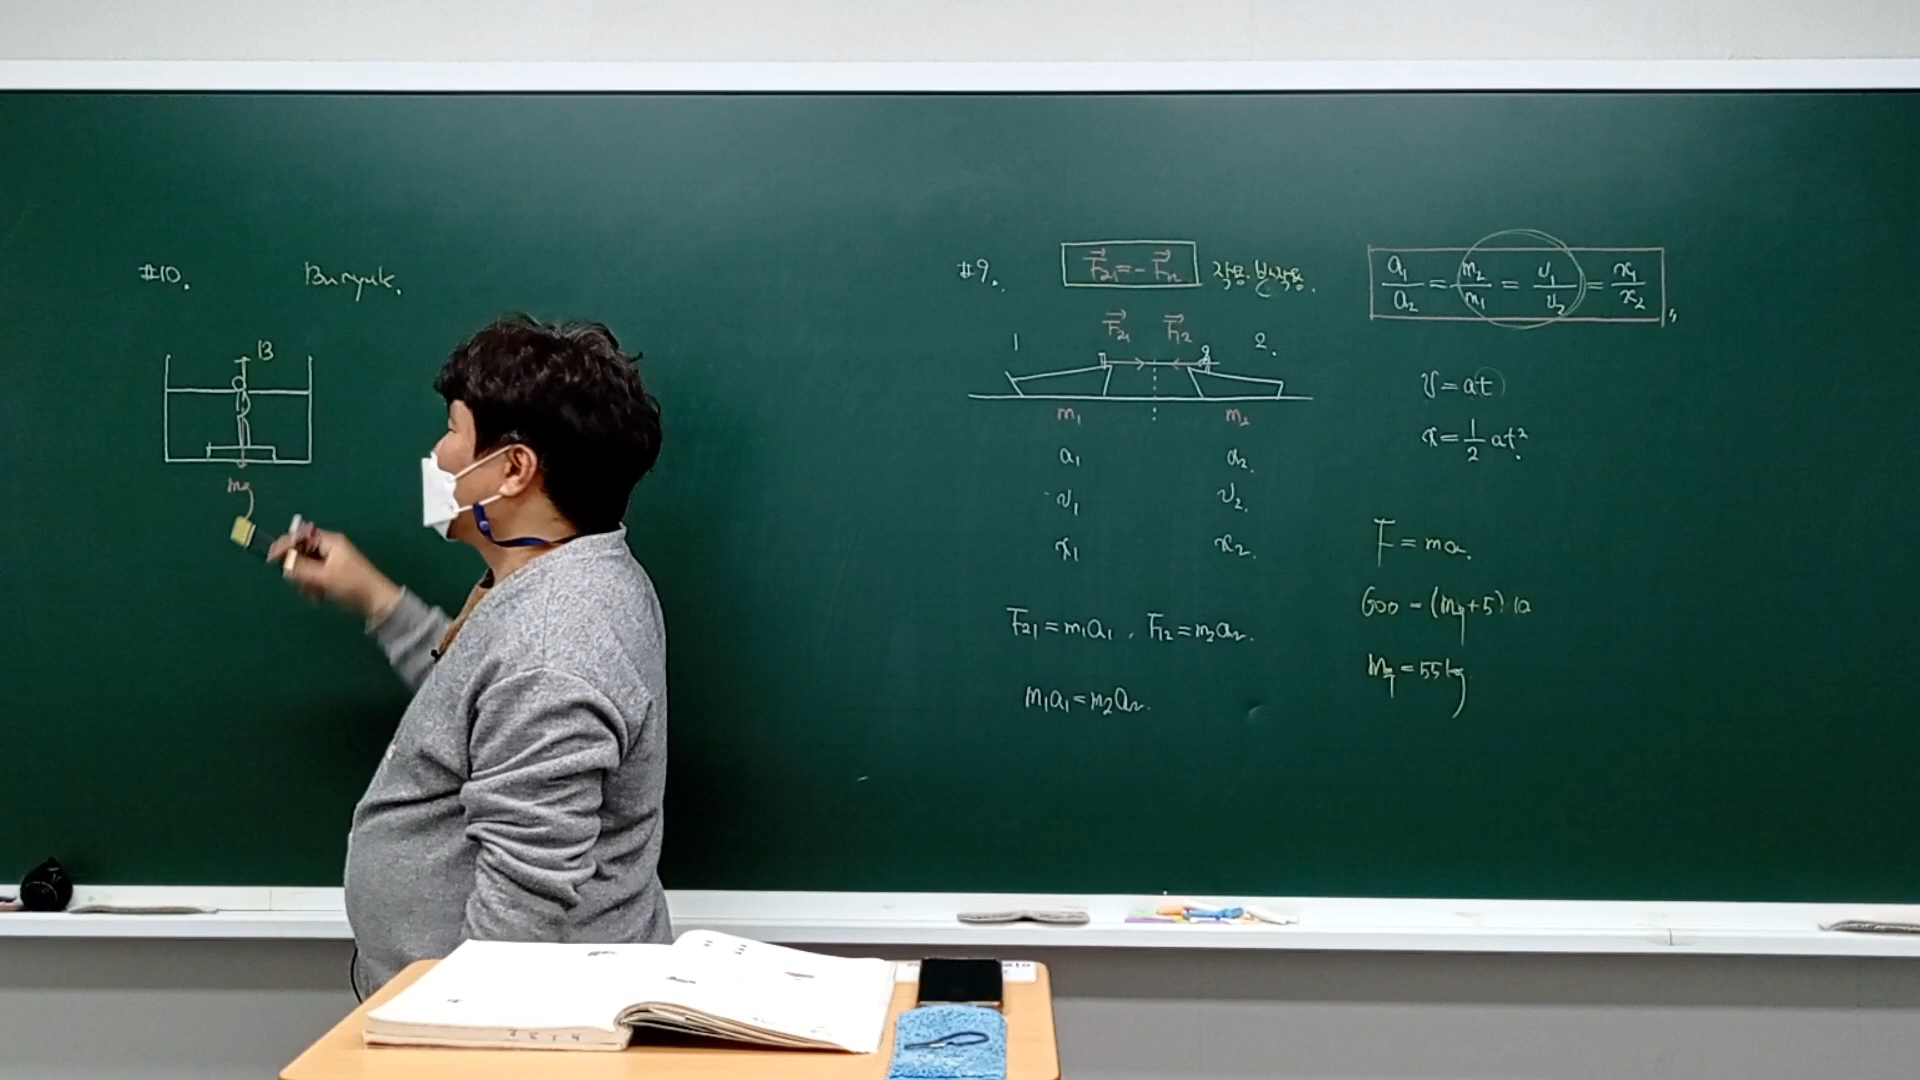 #10.
Buryuk.
B
mg
#9.
F₂₁ = - F₁₂ 작용. 반작용.
F₂₁ F₁₂
1 2.
m₁ m₂
a₁ a₂.
v₁ v₂.
x₁ x₂.
F₂₁ = m₁a₁ . F₁₂ = m₂a₂.
m₁a₁ = m₂a₂.
a₁/a₂ = m₂/m₁ = v₁/v₂ = x₁/x₂
v = at
x = 1/2 at².
F = ma.
600 = (mq + 5) 10
mq = 55kg